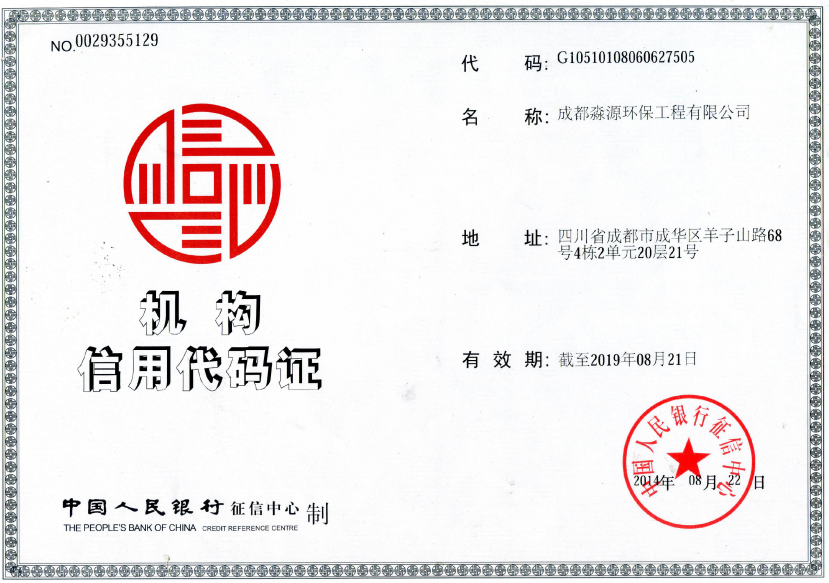 NO.0029355129
机构
信用代码证
中国人民银行征信中心 制
THE PEOPLE'S BANK OF CHINA CREDIT REFERENCE CENTRE
代 码: G10510108060627505
名 称: 成都淼源环保工程有限公司
地 址: 四川省成都市成华区羊子山路68
号4栋2单元20层21号
有 效 期: 截至2019年08月21日
中国人民银行征信中心
2014年 08月 22 日